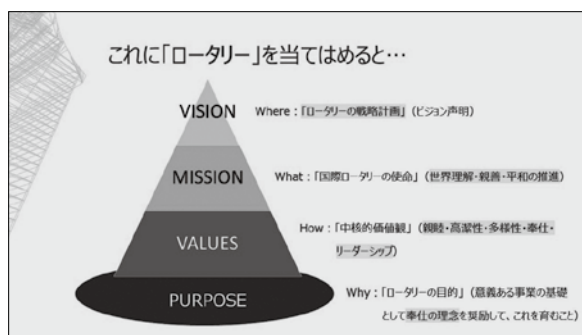 これに「ロータリー」を当てはめると…
VISION
Where：「ロータリーの戦略計画」（ビジョン声明）
MISSION
What：「国際ロータリーの使命」（世界理解・親善・平和の推進）
VALUES
How：「中核的価値観」（親睦・高潔性・多様性・奉仕・
リーダーシップ）
PURPOSE
Why：「ロータリーの目的」（意義ある事業の基礎
として奉仕の理念を奨励して、これを育むこと）